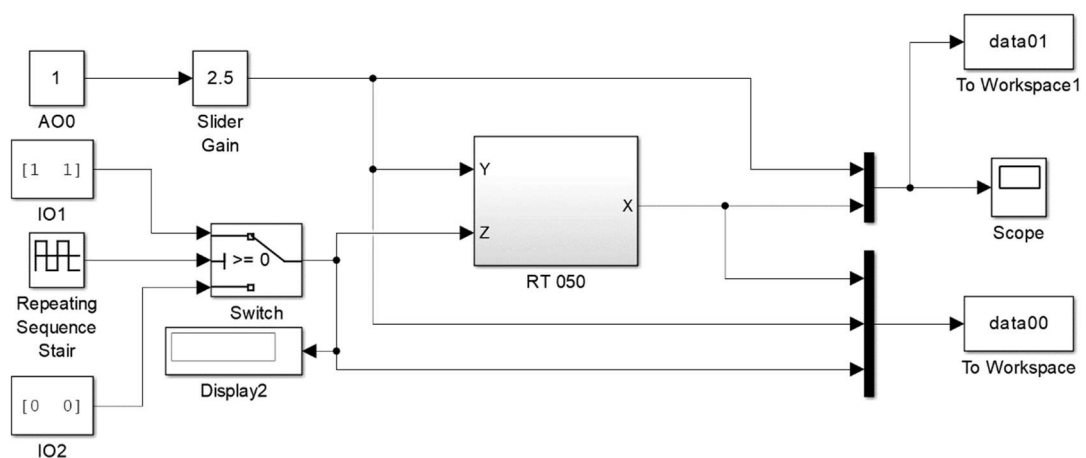 data01
To Workspace1
1
AO0
2.5
Slider
Gain
[1 1]
IO1
Y
Z
X
RT 050
Scope
>= 0
Switch
Repeating
Sequence
Stair
Display2
data00
To Workspace
[0 0]
IO2